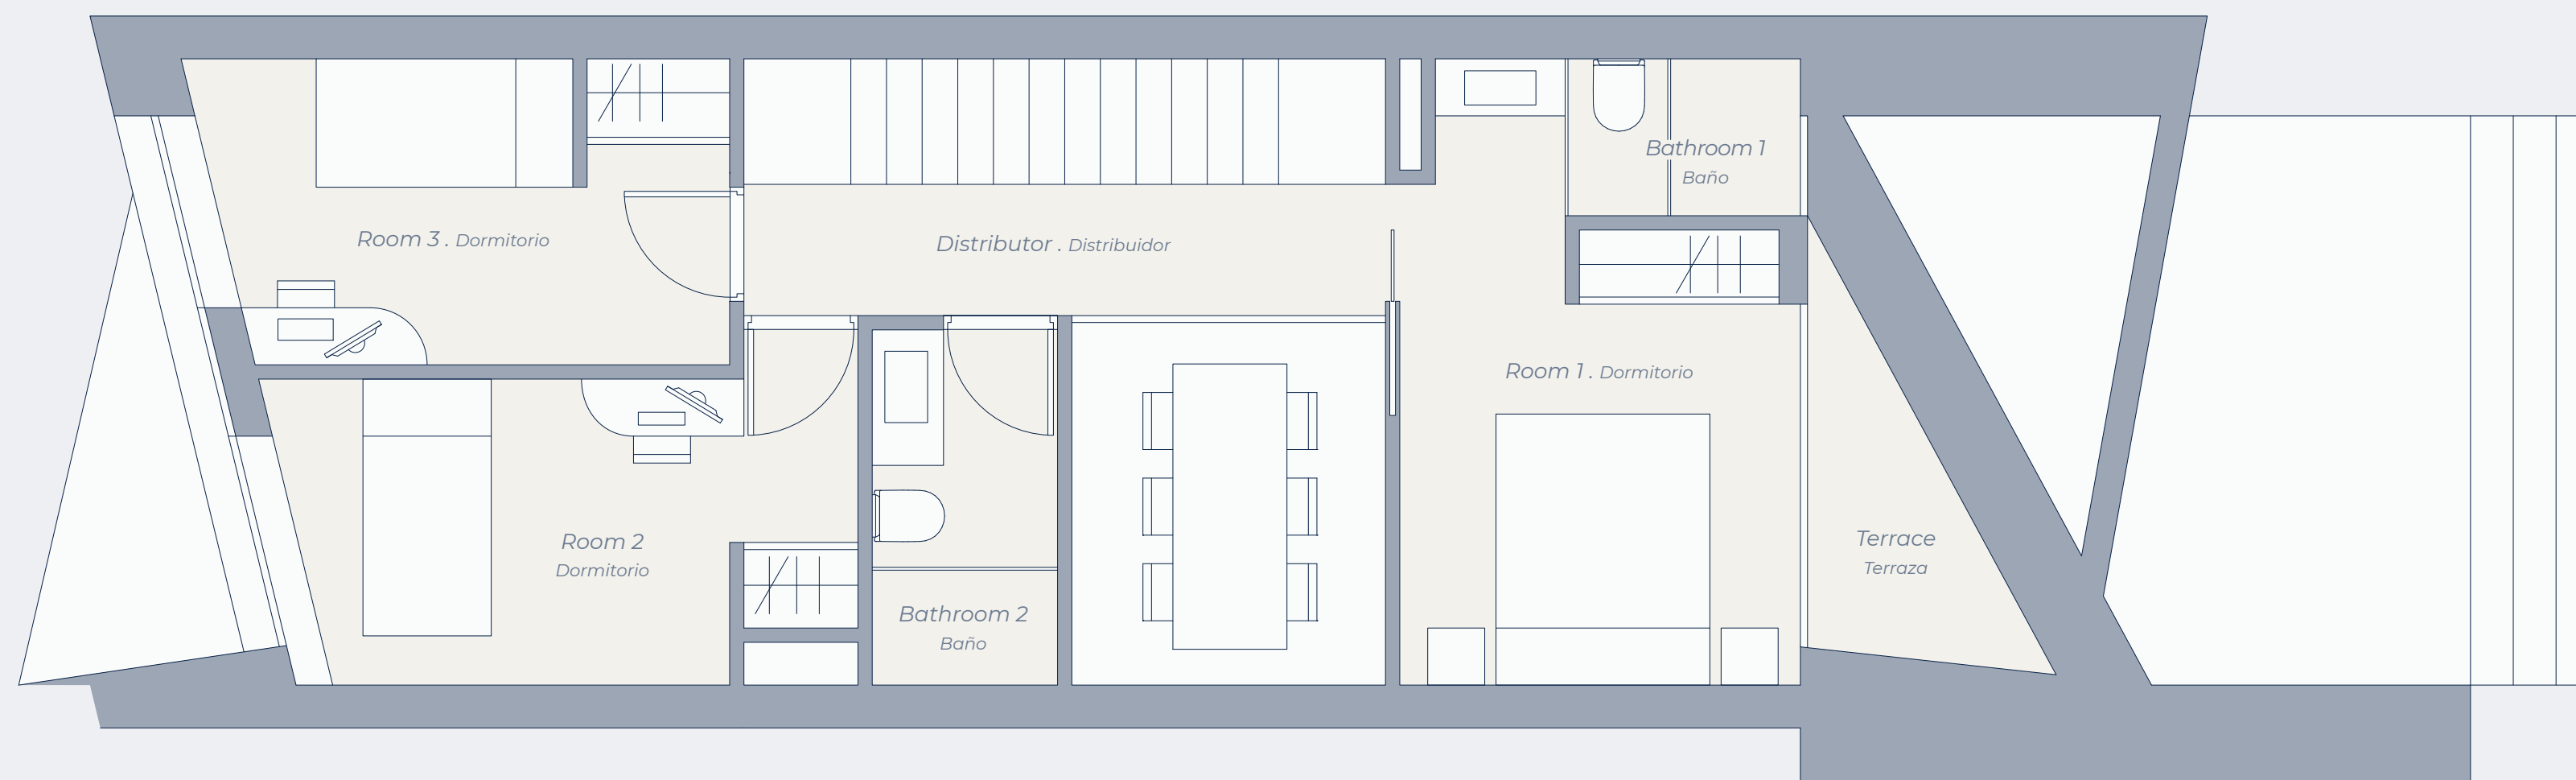 Bathroom 1
Baño
Room 3 . Dormitorio
Distributor . Distribuidor
Room 1 . Dormitorio
Room 2
Dormitorio
Terrace
Terraza
Bathroom 2
Baño